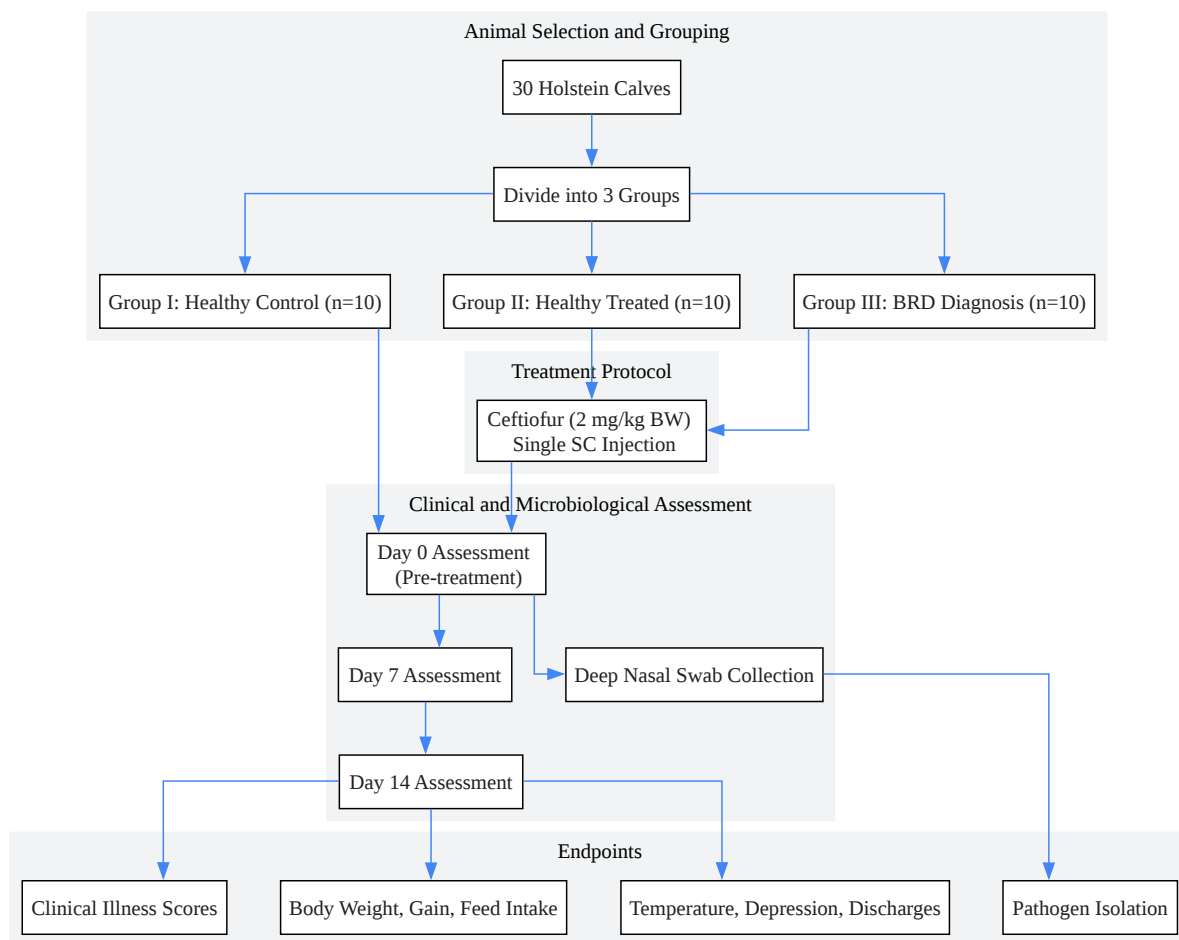 Animal Selection and Grouping
30 Holstein Calves
Divide into 3 Groups
Group I: Healthy Control (n=10)
Group II: Healthy Treated (n=10)
Group III: BRD Diagnosis (n=10)
Treatment Protocol
Ceftiofur (2 mg/kg BW)
Single SC Injection
Clinical and Microbiological Assessment
Day 0 Assessment
(Pre-treatment)
Day 7 Assessment
Deep Nasal Swab Collection
Day 14 Assessment
Endpoints
Clinical Illness Scores
Body Weight, Gain, Feed Intake
Temperature, Depression, Discharges
Pathogen Isolation